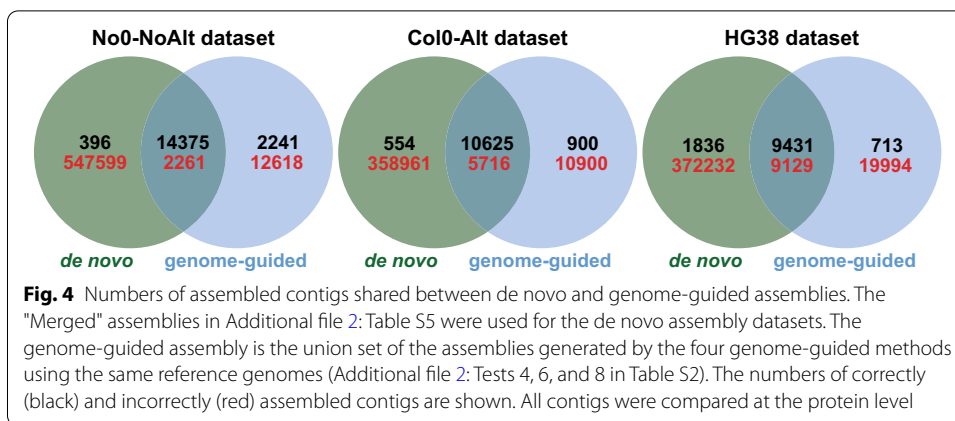 No0-NoAlt dataset
Col0-Alt dataset
HG38 dataset
396 14375 2241
547599 2261 12618
554 10625 900
358961 5716 10900
1836 9431 713
372232 9129 19994
de novo genome-guided
de novo genome-guided
de novo genome-guided
Fig. 4 Numbers of assembled contigs shared between de novo and genome-guided assemblies. The
"Merged" assemblies in Additional file 2: Table S5 were used for the de novo assembly datasets. The
genome-guided assembly is the union set of the assemblies generated by the four genome-guided methods
using the same reference genomes (Additional file 2: Tests 4, 6, and 8 in Table S2). The numbers of correctly
(black) and incorrectly (red) assembled contigs are shown. All contigs were compared at the protein level